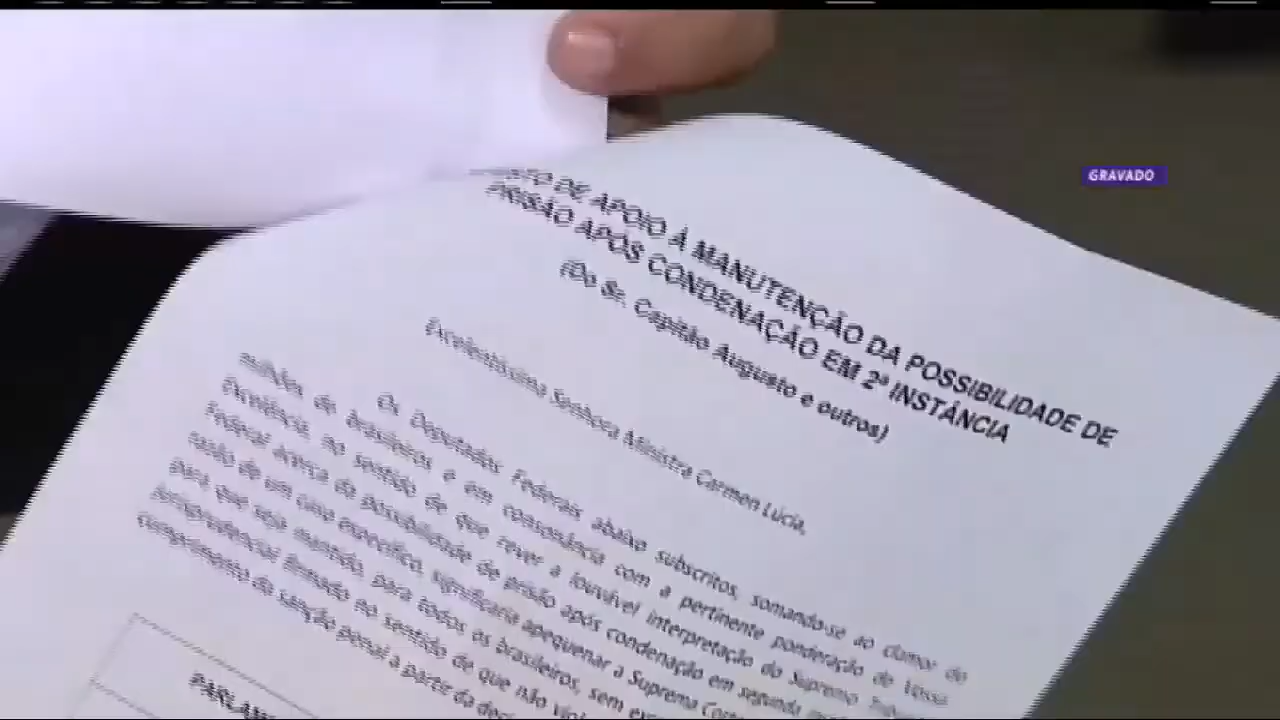 GRAVADO
DE APOIO À MANUTENÇÃO DA POSSIBILIDADE DE
PRISÃO APÓS CONDENAÇÃO EM 2ª INSTÂNCIA
(Do Sr. Capitão Augusto e outros)
Excelentíssima Senhora Ministra Carmen Lúcia,
Os Deputados Federais abaixo subscritos, somando-se ao clamor de
milhões de brasileiros e em consonância com a pertinente ponderação de Vossa
Excelência, no sentido de que rever a louvável interpretação do Supremo
Federal acerca da possibilidade de prisão após condenação em segunda
razão de um caso específico, significaria apequenar a Suprema Corte
para que seja mantido, para todos os brasileiros, sem
jurisprudencial firmado no sentido de que não
cumprimento da sanção penal a partir da